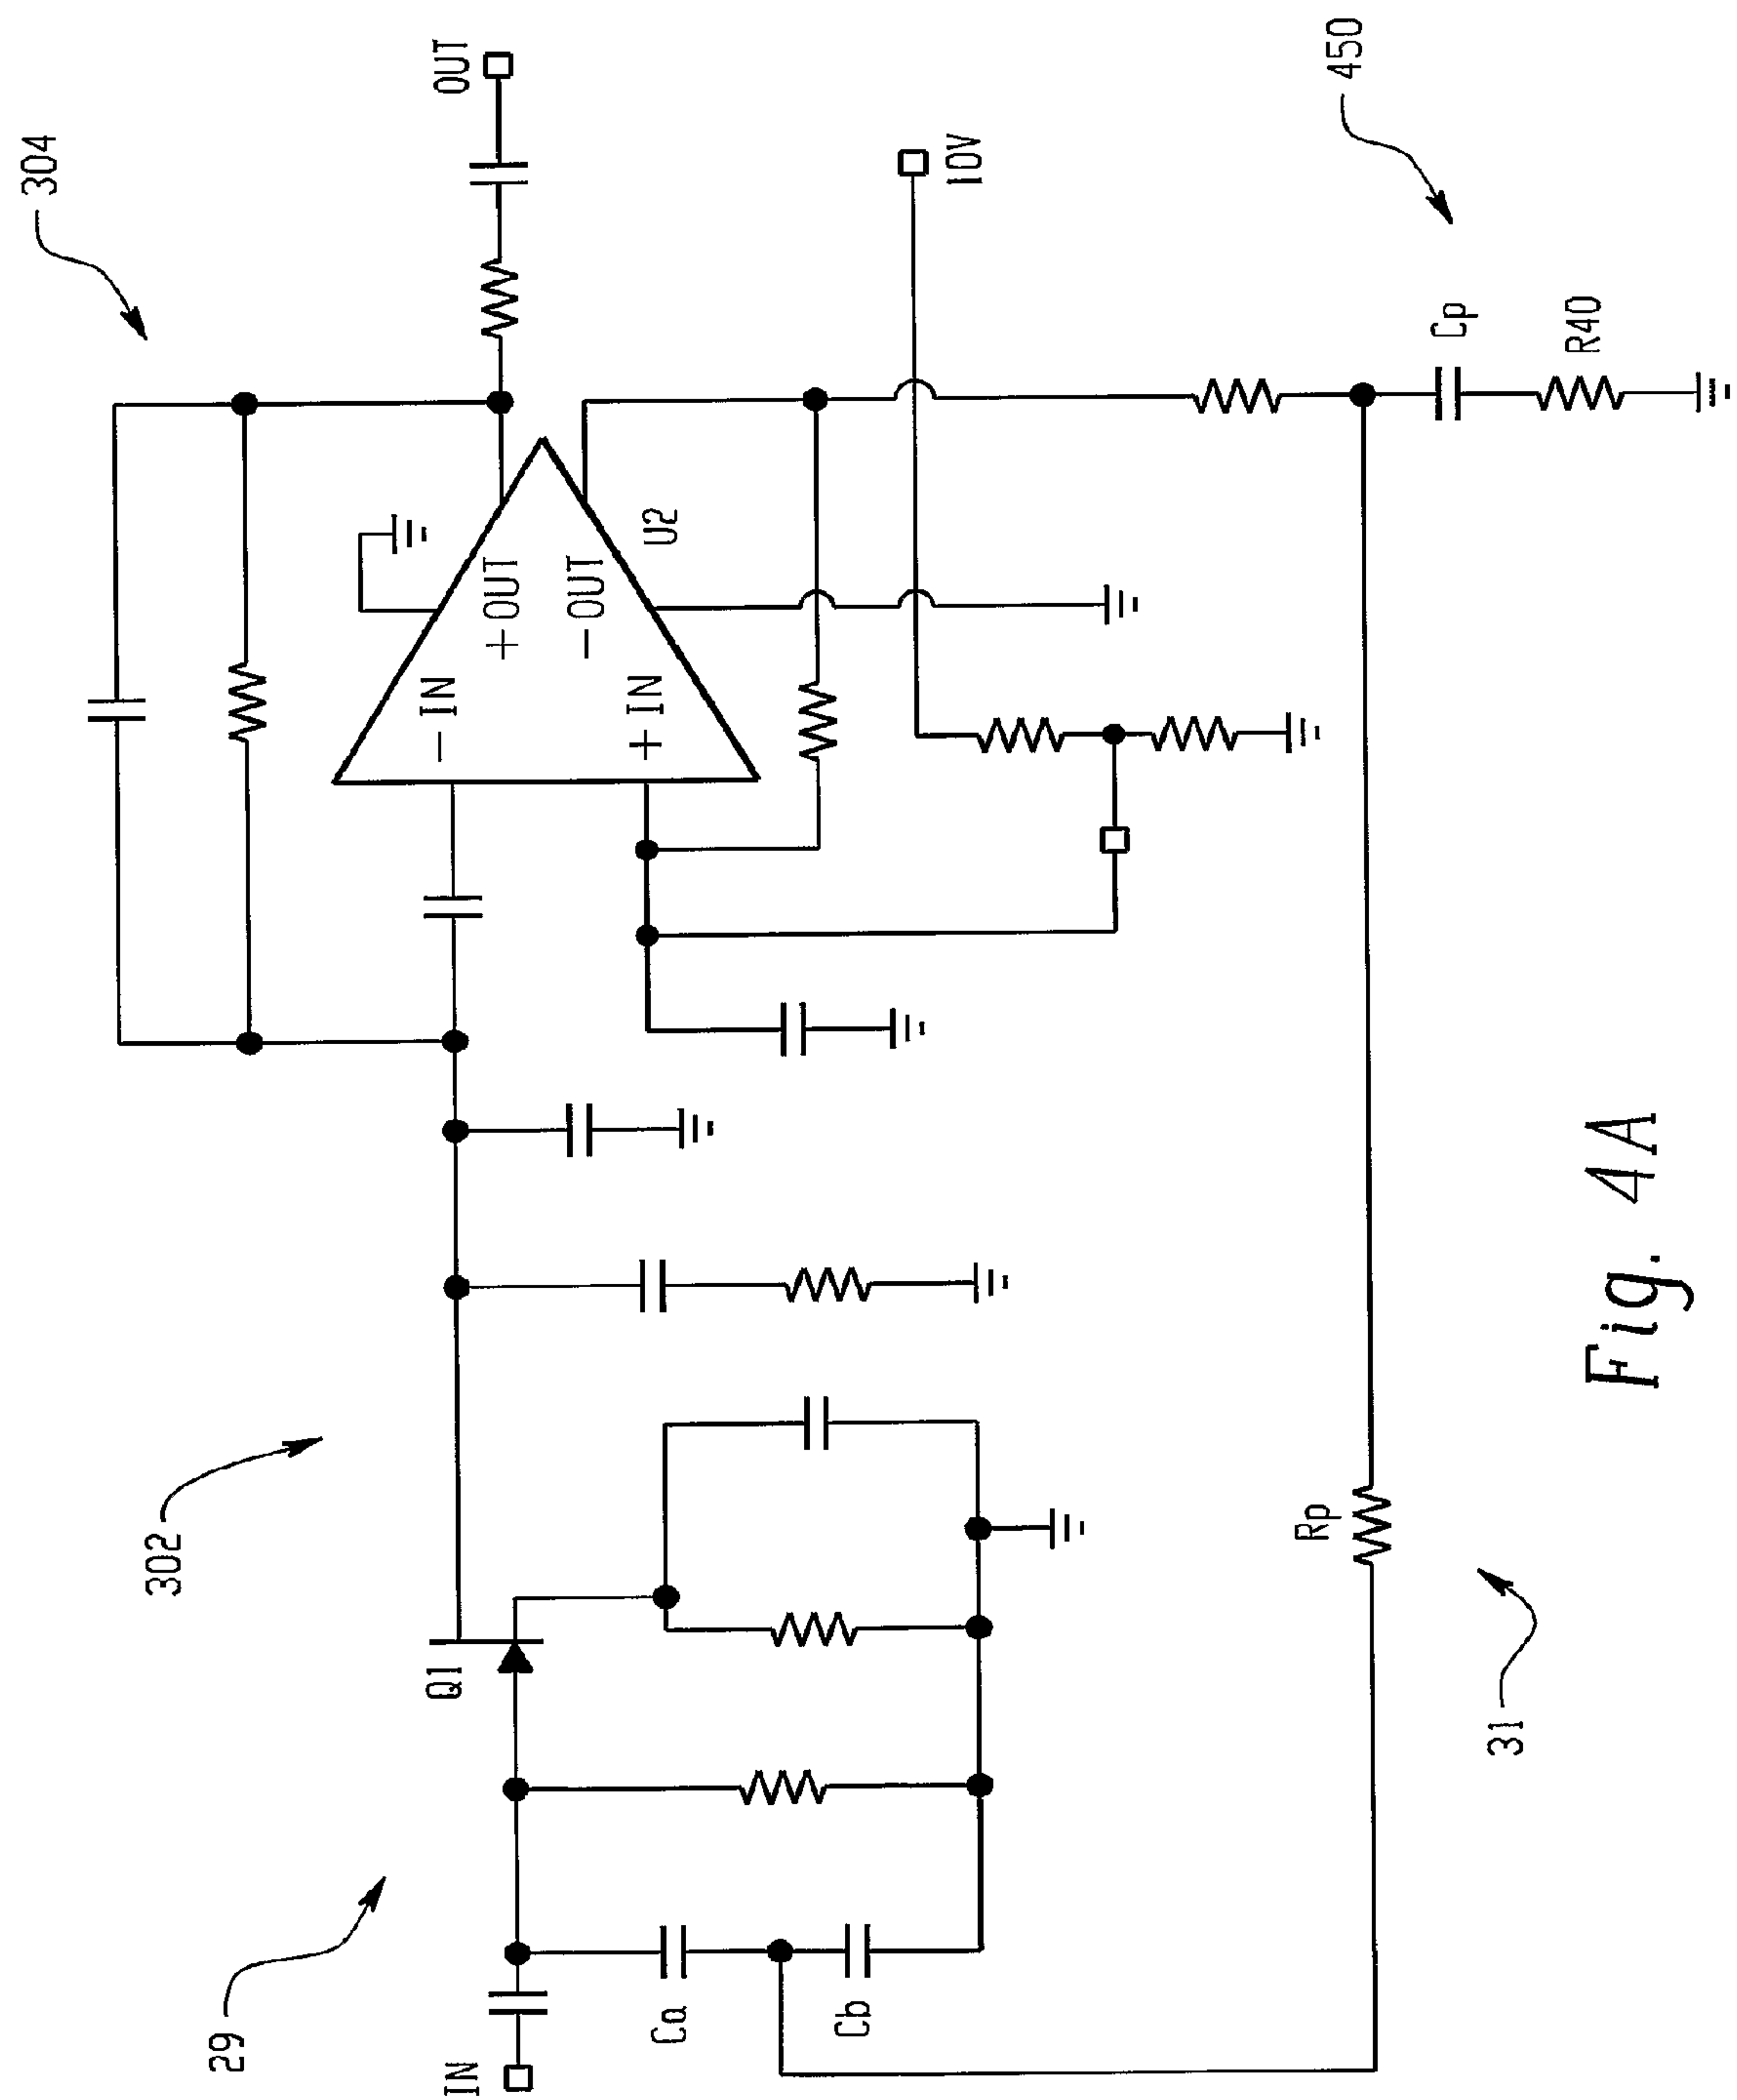 304
OUT
302
+OUT
-IN
-OUT
+IN
U2
10V
29
Q1
IN
Ca
Cb
450
Cp
R40
Rp
31
Fig. 4A